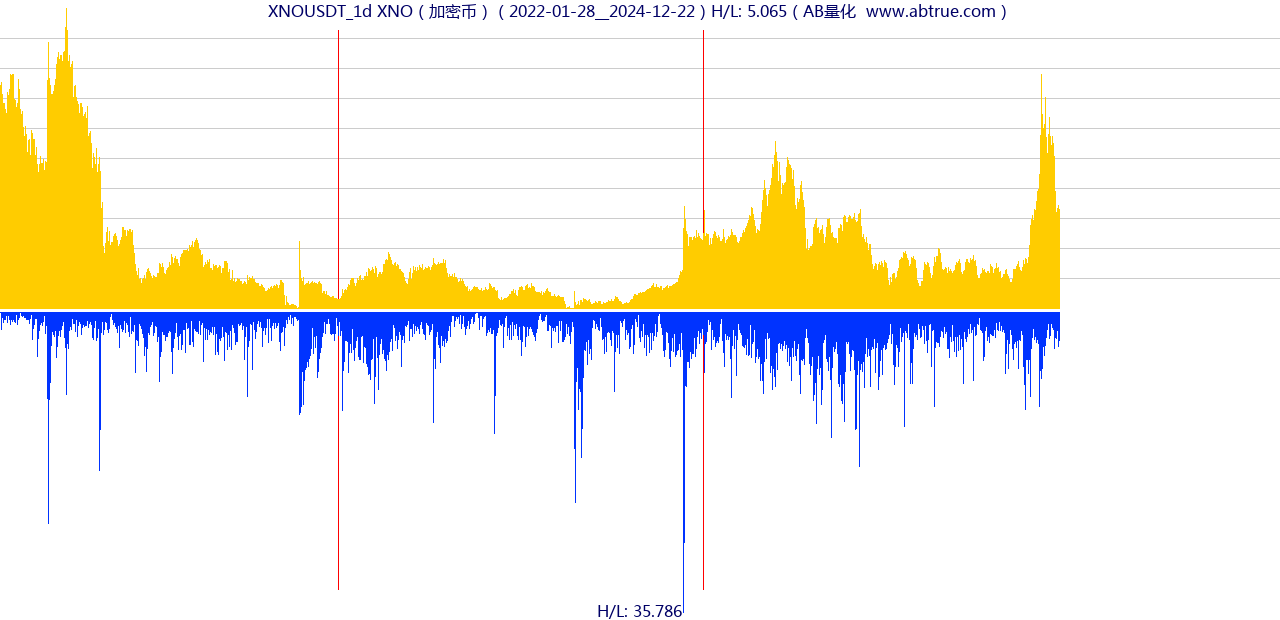 XNOUSDT_1d XNO（加密币）（2022-01-28__2024-12-22）H/L: 5.065（AB量化  www.abtrue.com）
H/L: 35.786